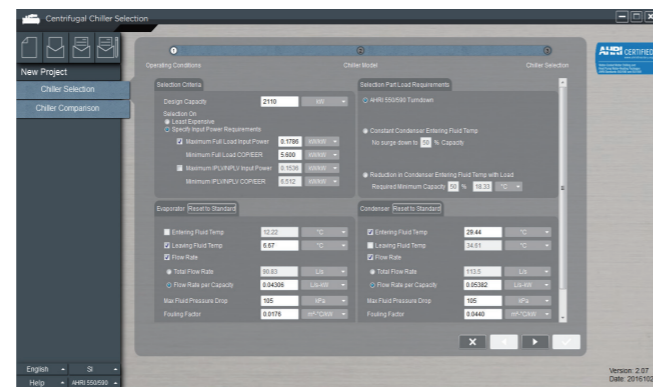 Centrifugal Chiller Selection
AHRI CERTIFIED
New Project
Chiller Selection
Chiller Comparison
Operating Conditions
Chiller Model
Chiller Selection
Selection Criteria
Design Capacity 2110 kW
Selection On
Least Expensive
Specify Input Power Requirements
Maximum Full Load Input Power 0.1786 kW/kW
Minimum Full Load COP/EER 5.600
Maximum IPLV/NPLV Input Power 0.1536 kW/kW
Minimum IPLV/NPLV COP/EER 6.512
Selection Part Load Requirements
AHRI 550/590 Turndown
Constant Condenser Entering Fluid Temp
No surge down to 50 % Capacity
Reduction in Condenser Entering Fluid Temp with Load
Required Minimum Capacity 50 % 18.33 °C
Evaporator Reset to Standard
Entering Fluid Temp 12.22 °C
Leaving Fluid Temp 6.67 °C
Flow Rate
Total Flow Rate 90.83 L/s
Flow Rate per Capacity 0.04306 L/s-kW
Max Fluid Pressure Drop 105 kPa
Fouling Factor 0.0176 m²-°C/kW
Condenser Reset to Standard
Entering Fluid Temp 29.44 °C
Leaving Fluid Temp 34.61 °C
Flow Rate
Total Flow Rate 113.5 L/s
Flow Rate per Capacity 0.05382 L/s-kW
Max Fluid Pressure Drop 105 kPa
Fouling Factor 0.0440 m²-°C/kW
English SI
Help AHRI 550/590
Version: 2.07
Date: 2016102